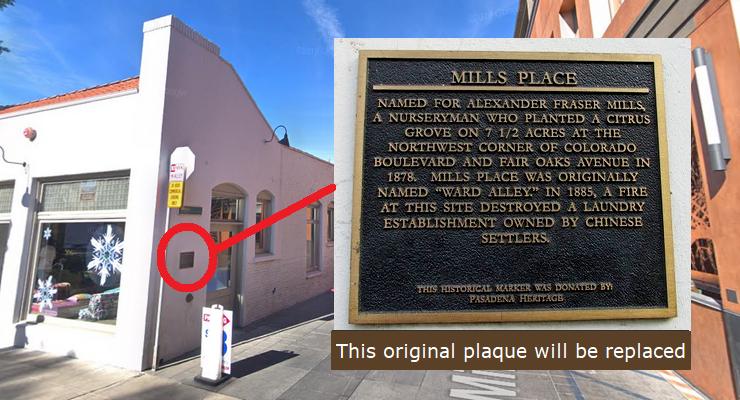 MILLS PLACE
NAMED FOR ALEXANDER FRASER MILLS,
A NURSERYMAN WHO PLANTED A CITRUS
GROVE ON 7 1/2 ACRES AT THE
NORTHWEST CORNER OF COLORADO
BOULEVARD AND FAIR OAKS AVENUE IN
1878. MILLS PLACE WAS ORIGINALLY
NAMED "WARD ALLEY." IN 1885, A FIRE
AT THIS SITE DESTROYED A LAUNDRY
ESTABLISHMENT OWNED BY CHINESE
SETTLERS.
THIS HISTORICAL MARKER WAS DONATED BY:
PASADENA HERITAGE
This original plaque will be replaced